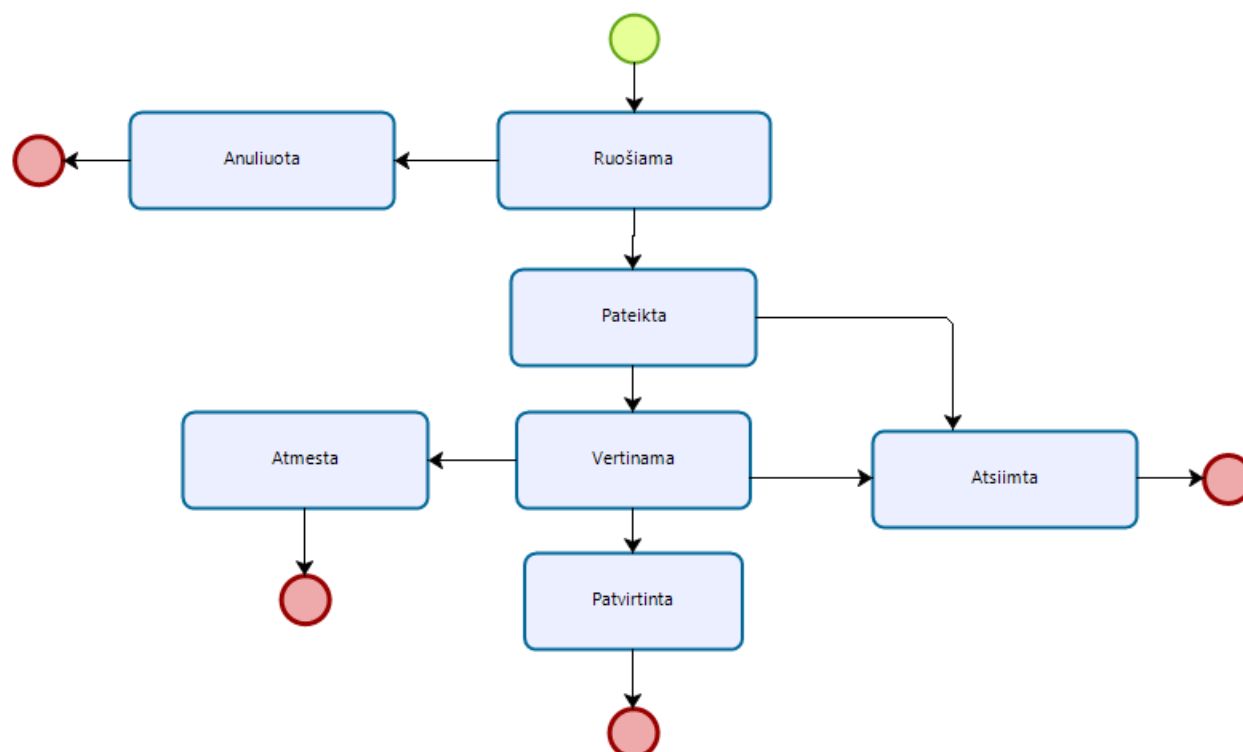 Anuliuota
Ruošiama
Pateikta
Atmesta
Vertinama
Atsiimta
Patvirtinta